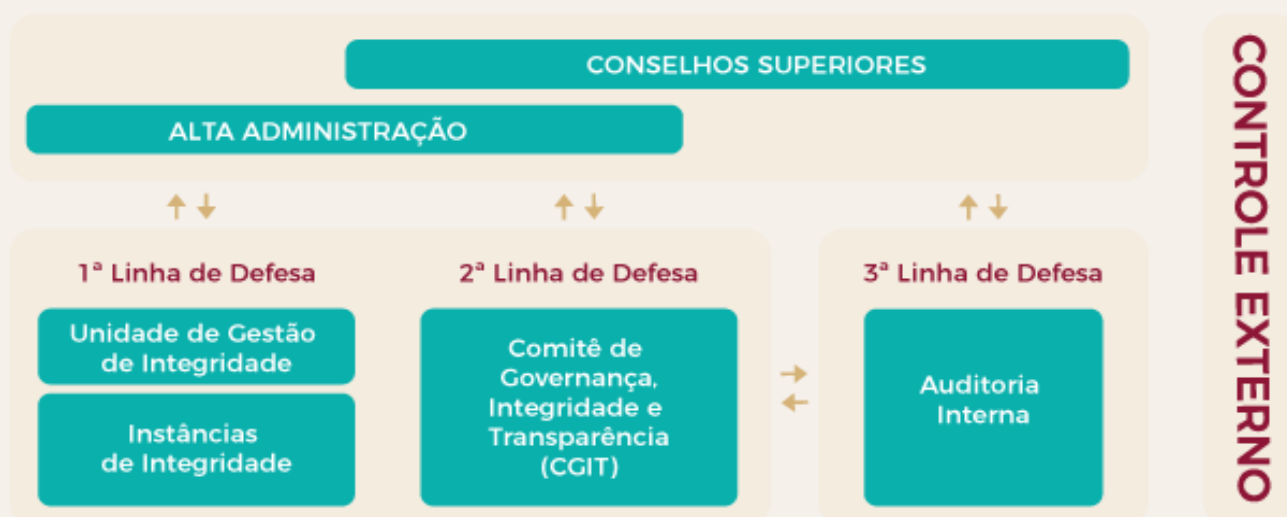 CONSELHOS SUPERIORES
ALTA ADMINISTRAÇÃO
1ª Linha de Defesa
Unidade de Gestão
de Integridade
Instâncias
de Integridade
2ª Linha de Defesa
Comitê de
Governança,
Integridade e
Transparência
(CGIT)
3ª Linha de Defesa
Auditoria
Interna
CONTROLE EXTERNO